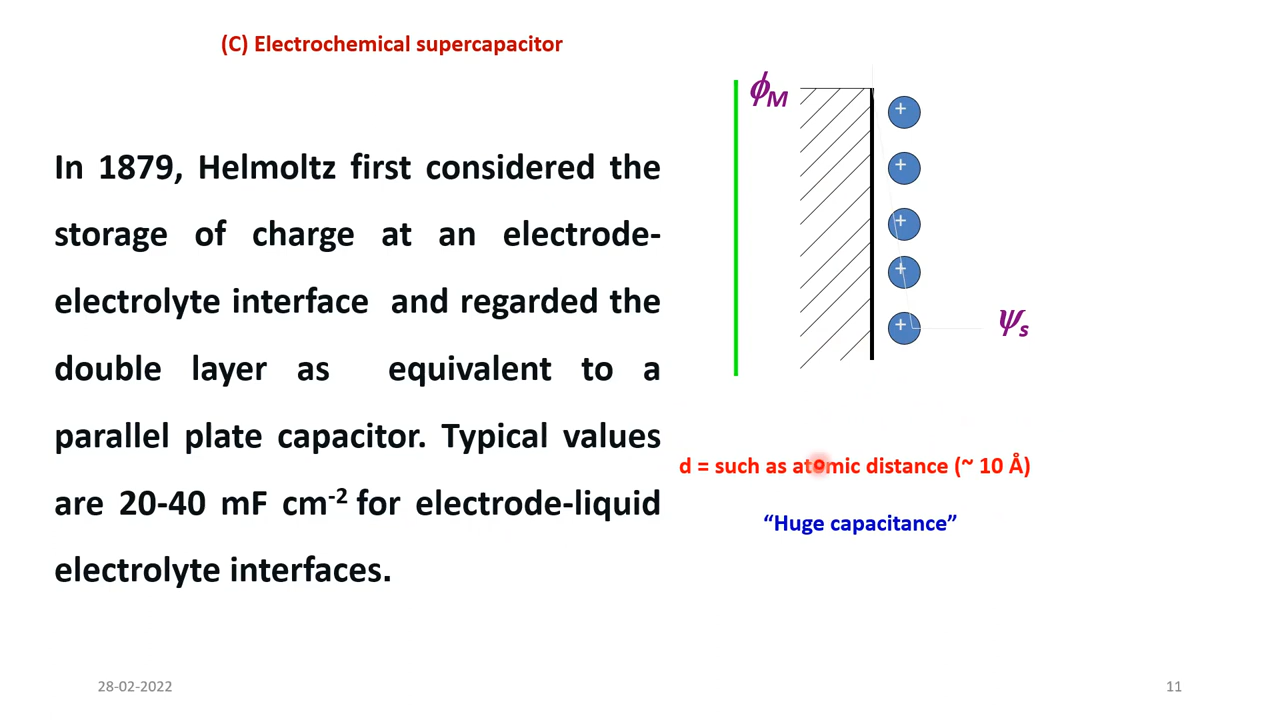 (C) Electrochemical supercapacitor
In 1879, Helmoltz first considered the
storage of charge at an electrode-
electrolyte interface and regarded the
double layer as equivalent to a
parallel plate capacitor. Typical values
are 20-40 mF cm⁻² for electrode-liquid
electrolyte interfaces.
ϕM
+
+
+
+
+
ψs
d = such as atomic distance (~ 10 Å)
“Huge capacitance”
28-02-2022
11